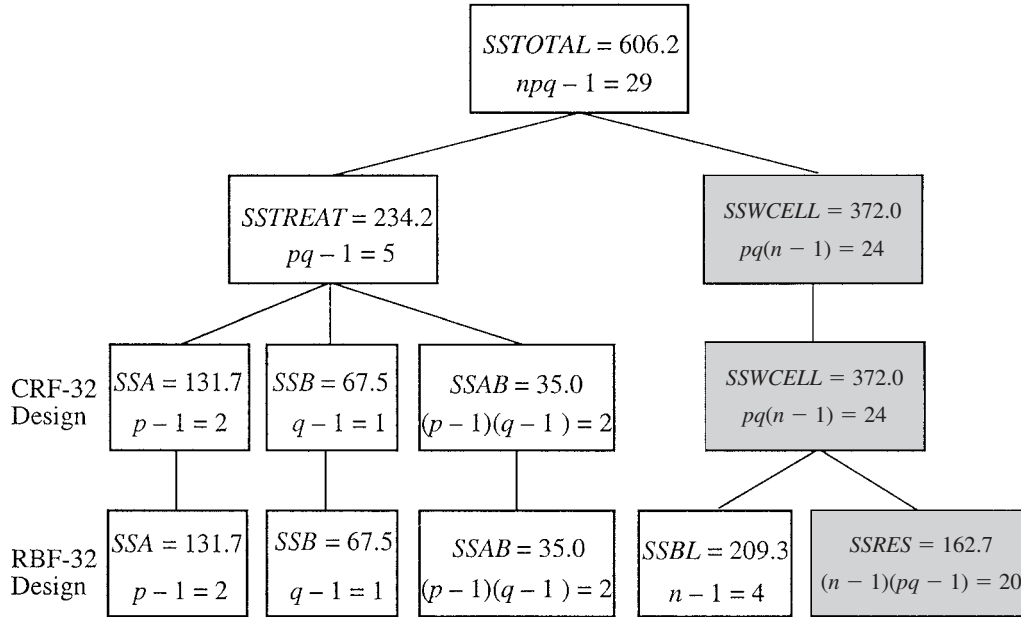 SSTOTAL = 606.2
npq – 1 = 29
SSTREAT = 234.2
pq – 1 = 5
SSWCELL = 372.0
pq(n – 1) = 24
CRF-32
Design
SSA = 131.7
p – 1 = 2
SSB = 67.5
q – 1 = 1
SSAB = 35.0
(p – 1)(q – 1 ) = 2
SSWCELL = 372.0
pq(n – 1) = 24
RBF-32
Design
SSA = 131.7
p – 1 = 2
SSB = 67.5
q – 1 = 1
SSAB = 35.0
(p – 1)(q – 1 ) = 2
SSBL = 209.3
n – 1 = 4
SSRES = 162.7
(n – 1)(pq – 1) = 20